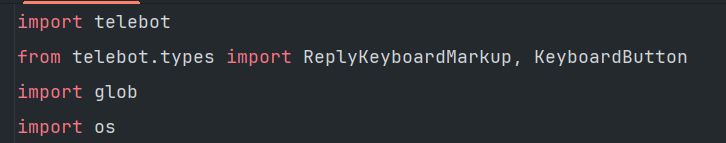 import telebot
from telebot.types import ReplyKeyboardMarkup, KeyboardButton
import glob
import os